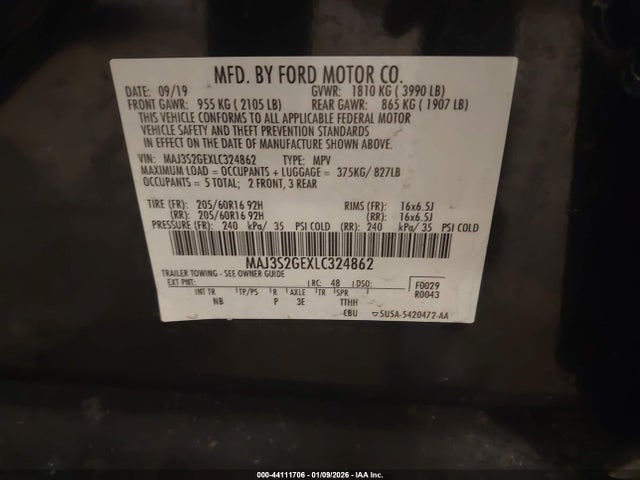 MFD. BY FORD MOTOR CO.
DATE: 09/19 GVWR: 1810 KG ( 3990 LB)
FRONT GAWR: 955 KG ( 2105 LB) REAR GAWR: 865 KG ( 1907 LB)
THIS VEHICLE CONFORMS TO ALL APPLICABLE FEDERAL MOTOR
VEHICLE SAFETY AND THEFT PREVENTION STANDARDS
IN EFFECT ON THE DATE OF MANUFACTURE SHOWN ABOVE.
VIN: MAJ3S2GEXLC324862 TYPE: MPV
MAXIMUM LOAD = OCCUPANTS + LUGGAGE = 375KG/ 827LB
OCCUPANTS = 5 TOTAL; 2 FRONT, 3 REAR
TIRE (FR): 205/60R16 92H RIMS (FR): 16x6.5J
(RR): 205/60R16 92H (RR): 16x6.5J
PRESSURE (FR): 240 kPa/ 35 PSI COLD (RR): 240 kPa/ 35 PSI COLD
MAJ3S2GEXLC324862
TRAILER TOWING - SEE OWNER GUIDE
EXT PNT: RC: 48 DSO: F0029
R0043
INT TR TP/PS R AXLE TR SPR
NB P 3E TTHH
CBU SU5A-5420472-AA
000-44111706 - 01/09/2026 - IAA Inc.